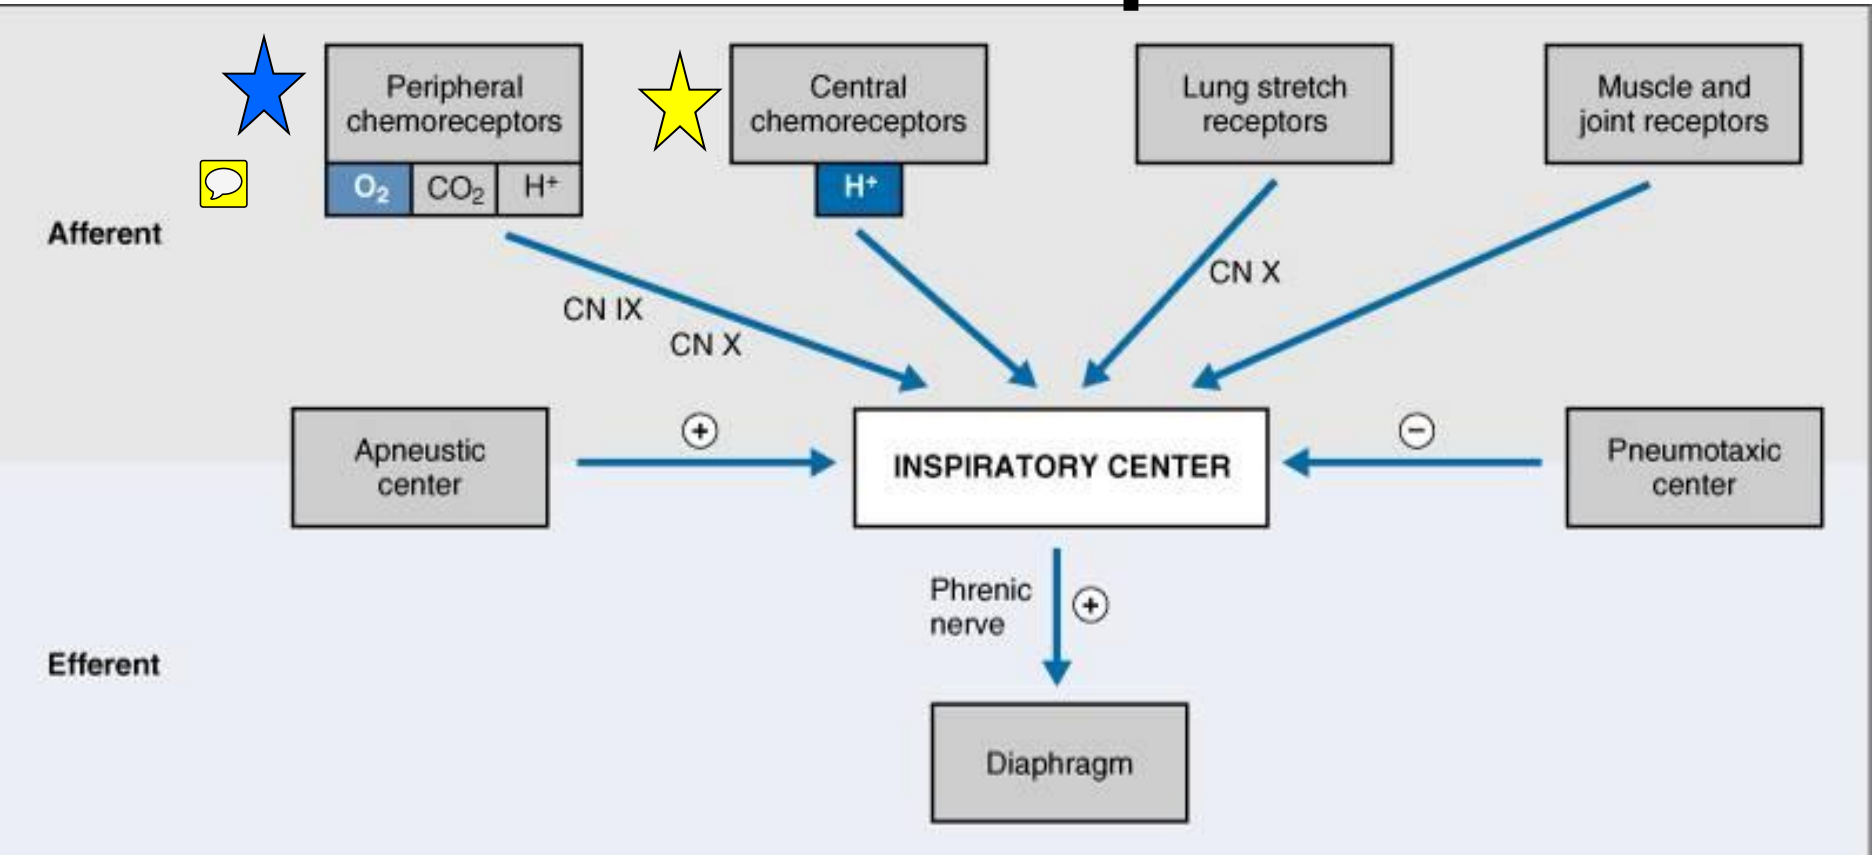 Peripheral
chemoreceptors
O₂ CO₂ H⁺
Central
chemoreceptors
H⁺
Lung stretch
receptors
Muscle and
joint receptors
Afferent
CN IX
CN X
CN X
Apneustic
center
+
INSPIRATORY CENTER
−
Pneumotaxic
center
Phrenic
nerve
+
Efferent
Diaphragm